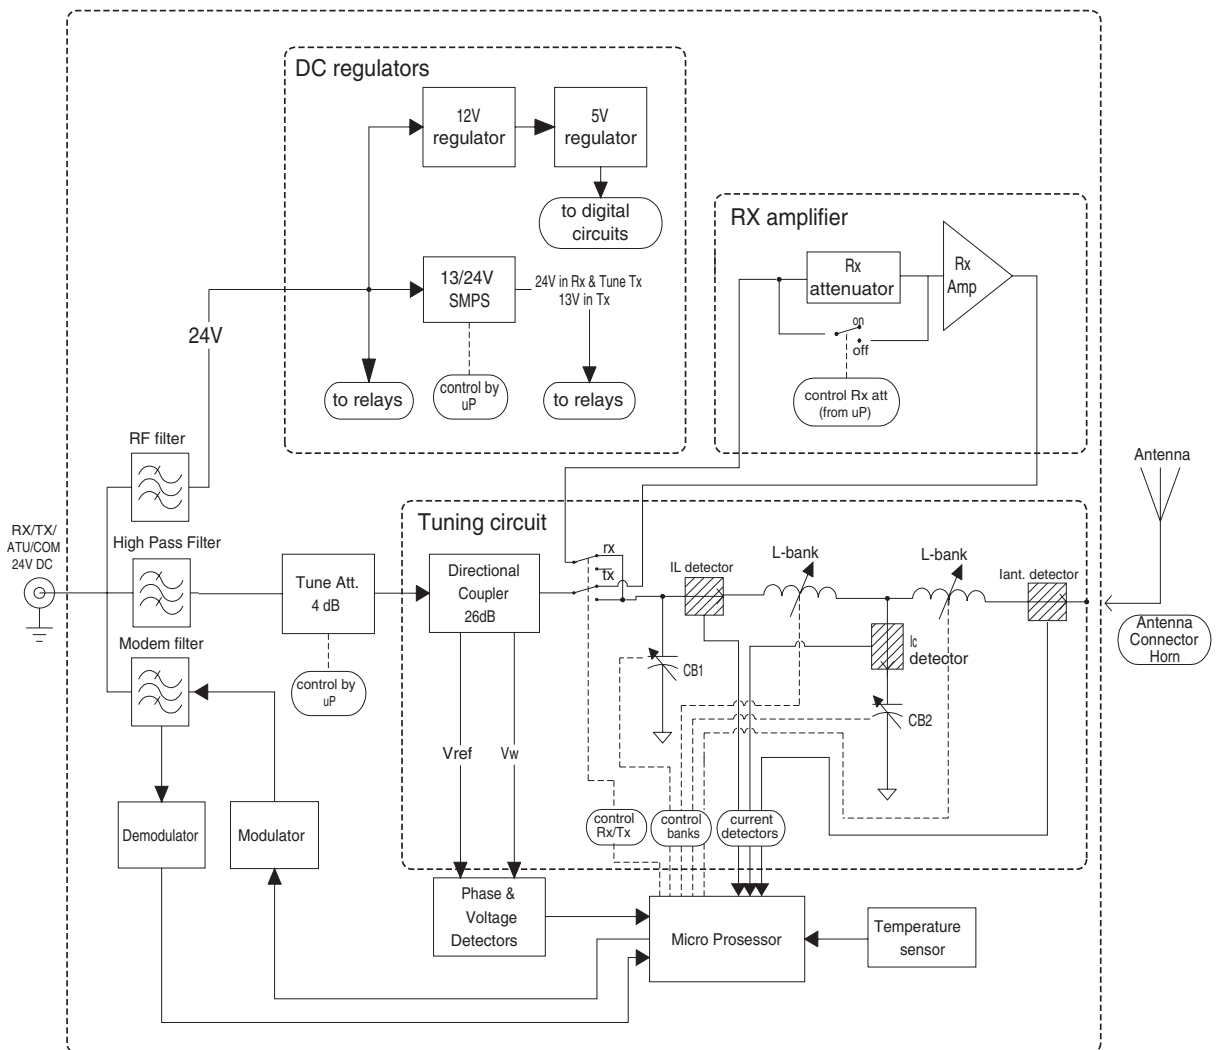 DC regulators
12V
regulator
5V
regulator
to digital
circuits
13/24V
SMPS
24V in Rx & Tune Tx
13V in Tx
24V
to relays
control by
uP
to relays
RX amplifier
Rx
attenuator
Rx
Amp
on
off
control Rx att
(from uP)
RF filter
Antenna
RX/TX/
ATU/COM
24V DC
High Pass Filter
Tune Att.
4 dB
control by
uP
Modem filter
Tuning circuit
Directional
Coupler
26dB
rx
tx
IL detector
L-bank
L-bank
Iant. detector
Ic
detector
CB1
CB2
Antenna
Connector
Horn
Vref
Vw
Demodulator
Modulator
control
Rx/Tx
control
banks
current
detectors
Phase &
Voltage
Detectors
Micro Prosessor
Temperature
sensor